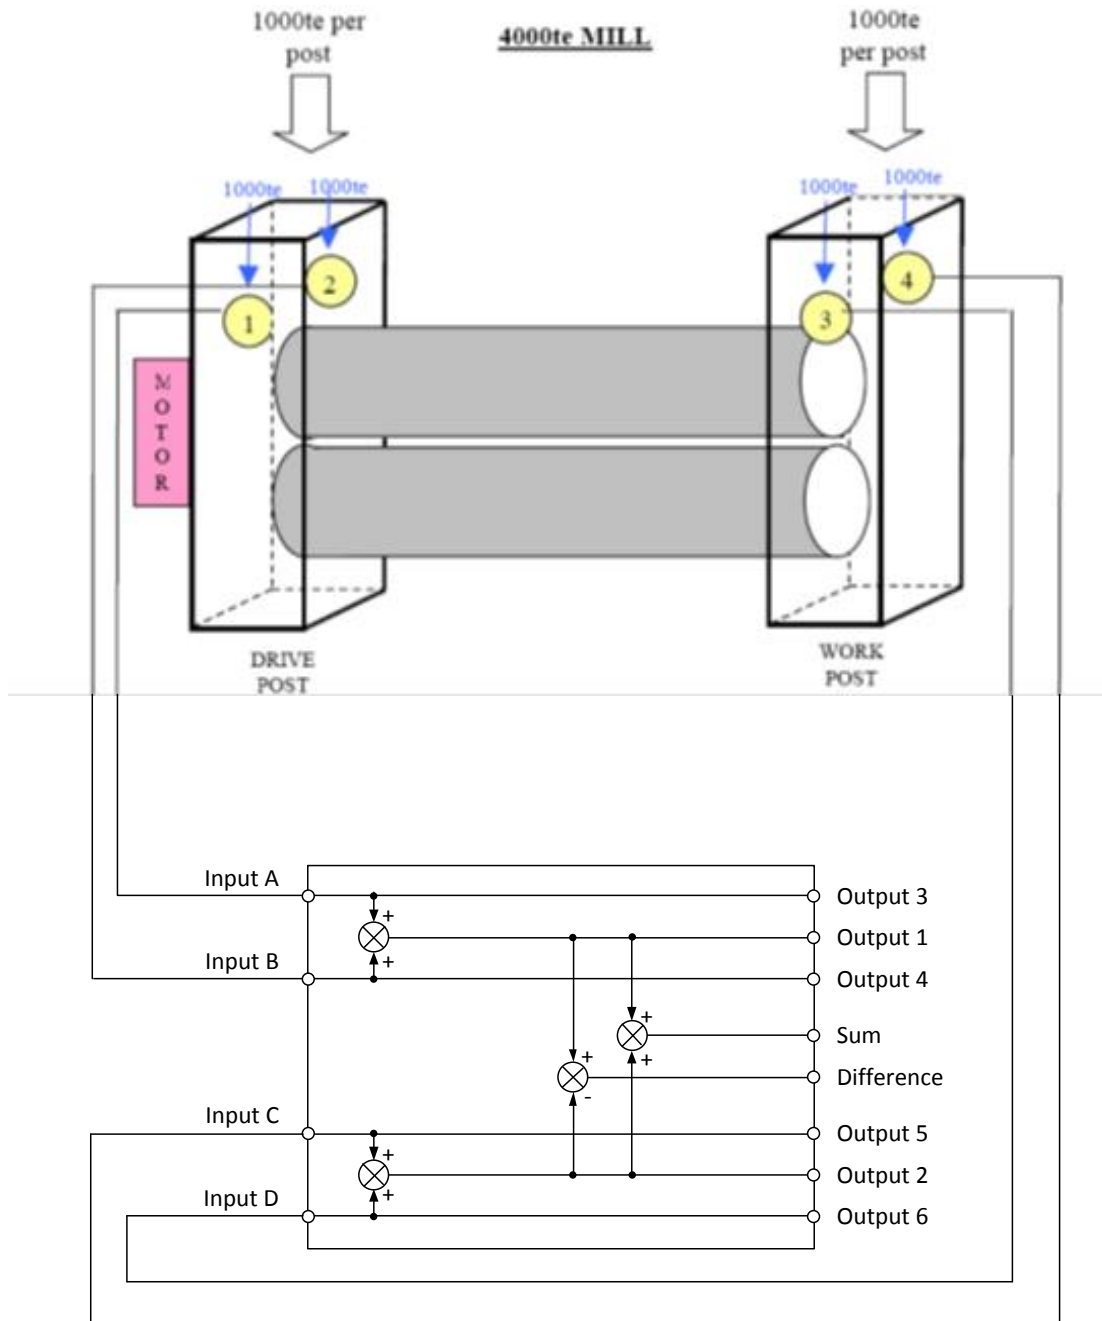 1000te per
post
4000te MILL
1000te
per post
1000te
1000te
1000te
1000te
1
2
3
4
M
O
T
O
R
DRIVE
POST
WORK
POST
Input A
Output 3
+
Output 1
+
Input B
Output 4
+
Sum
+
+
Difference
-
Input C
Output 5
+
Output 2
+
Input D
Output 6